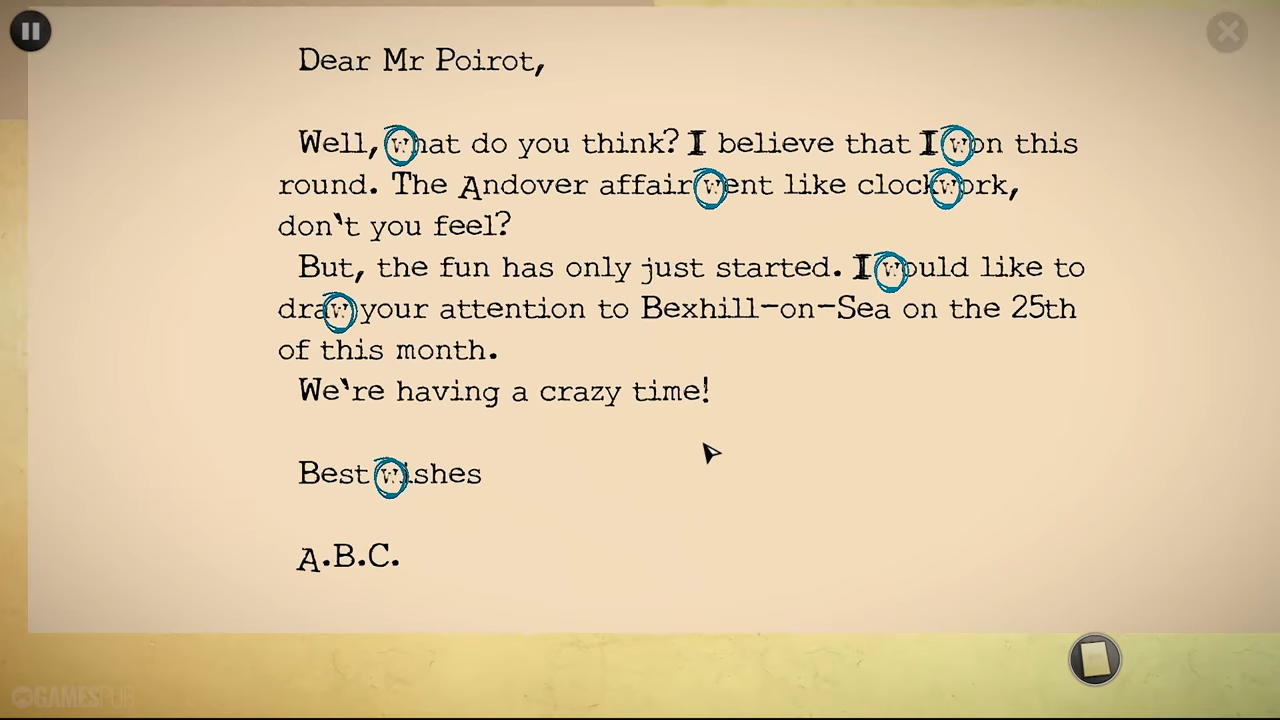 Dear Mr Poirot,
Well, what do you think? I believe that I won this
round. The Andover affair went like clockwork,
don't you feel?
But, the fun has only just started. I would like to
draw your attention to Bexhill-on-Sea on the 25th
of this month.
We're having a crazy time!
Best wishes
A.B.C.
GAMESPUB